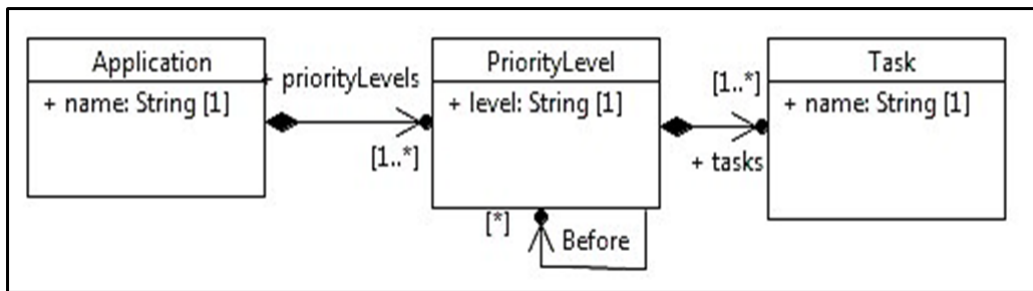 Application
+ name: String [1]
+ priorityLevels
[1..*]
PriorityLevel
+ level: String [1]
[*]
Before
[1..*]
+ tasks
Task
+ name: String [1]